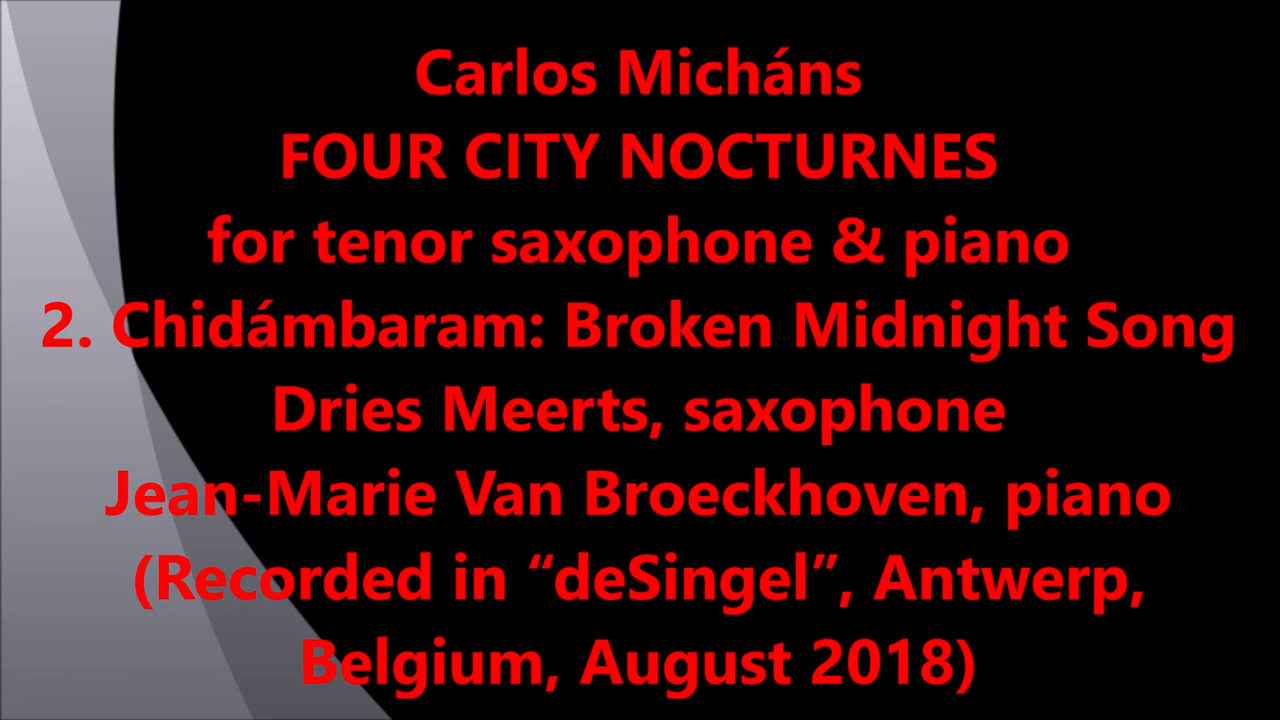 Carlos Micháns
FOUR CITY NOCTURNES
for tenor saxophone & piano
2. Chidámbaram: Broken Midnight Song
Dries Meerts, saxophone
Jean-Marie Van Broeckhoven, piano
(Recorded in “deSingel”, Antwerp,
Belgium, August 2018)